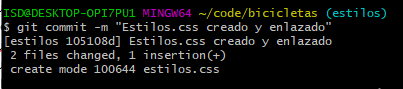 ISD@DESKTOP-OPI7PU1 MINGW64 ~/code/bicicletas (estilos)
$ git commit -m "Estilos.css creado y enlazado"
[estilos 105108d] Estilos.css creado y enlazado
 2 files changed, 1 insertion(+)
 create mode 100644 estilos.css